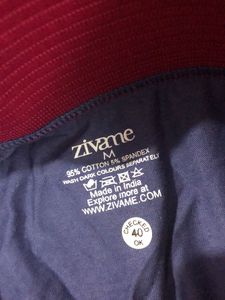 zivame
M
95% COTTON 5% SPANDEX
WASH DARK COLOURS SEPARATELY
Made in India
Explore more at
WWW.ZIVAME.COM
CHECKED
40
OK